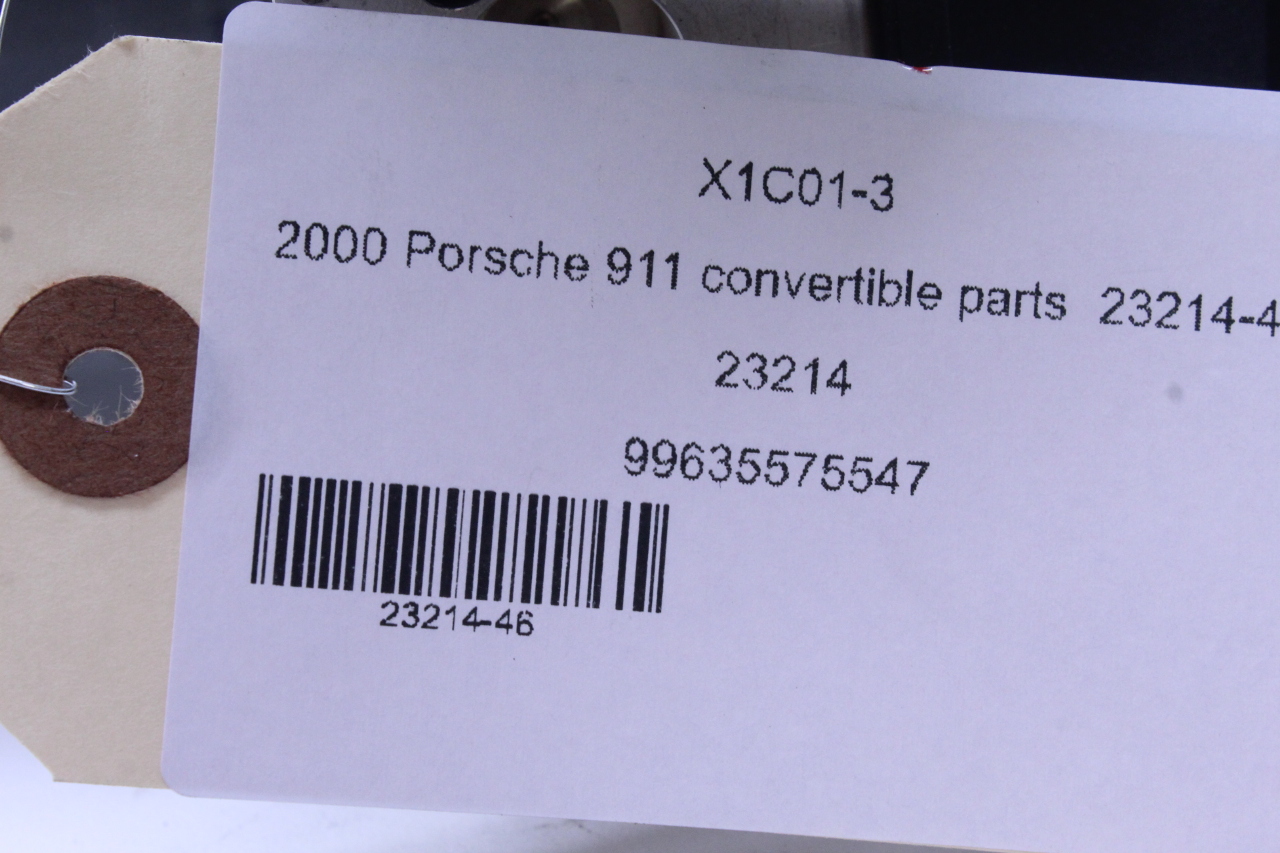 X1C01-3
2000 Porsche 911 convertible parts 23214-4
23214
99635575547
23214-46